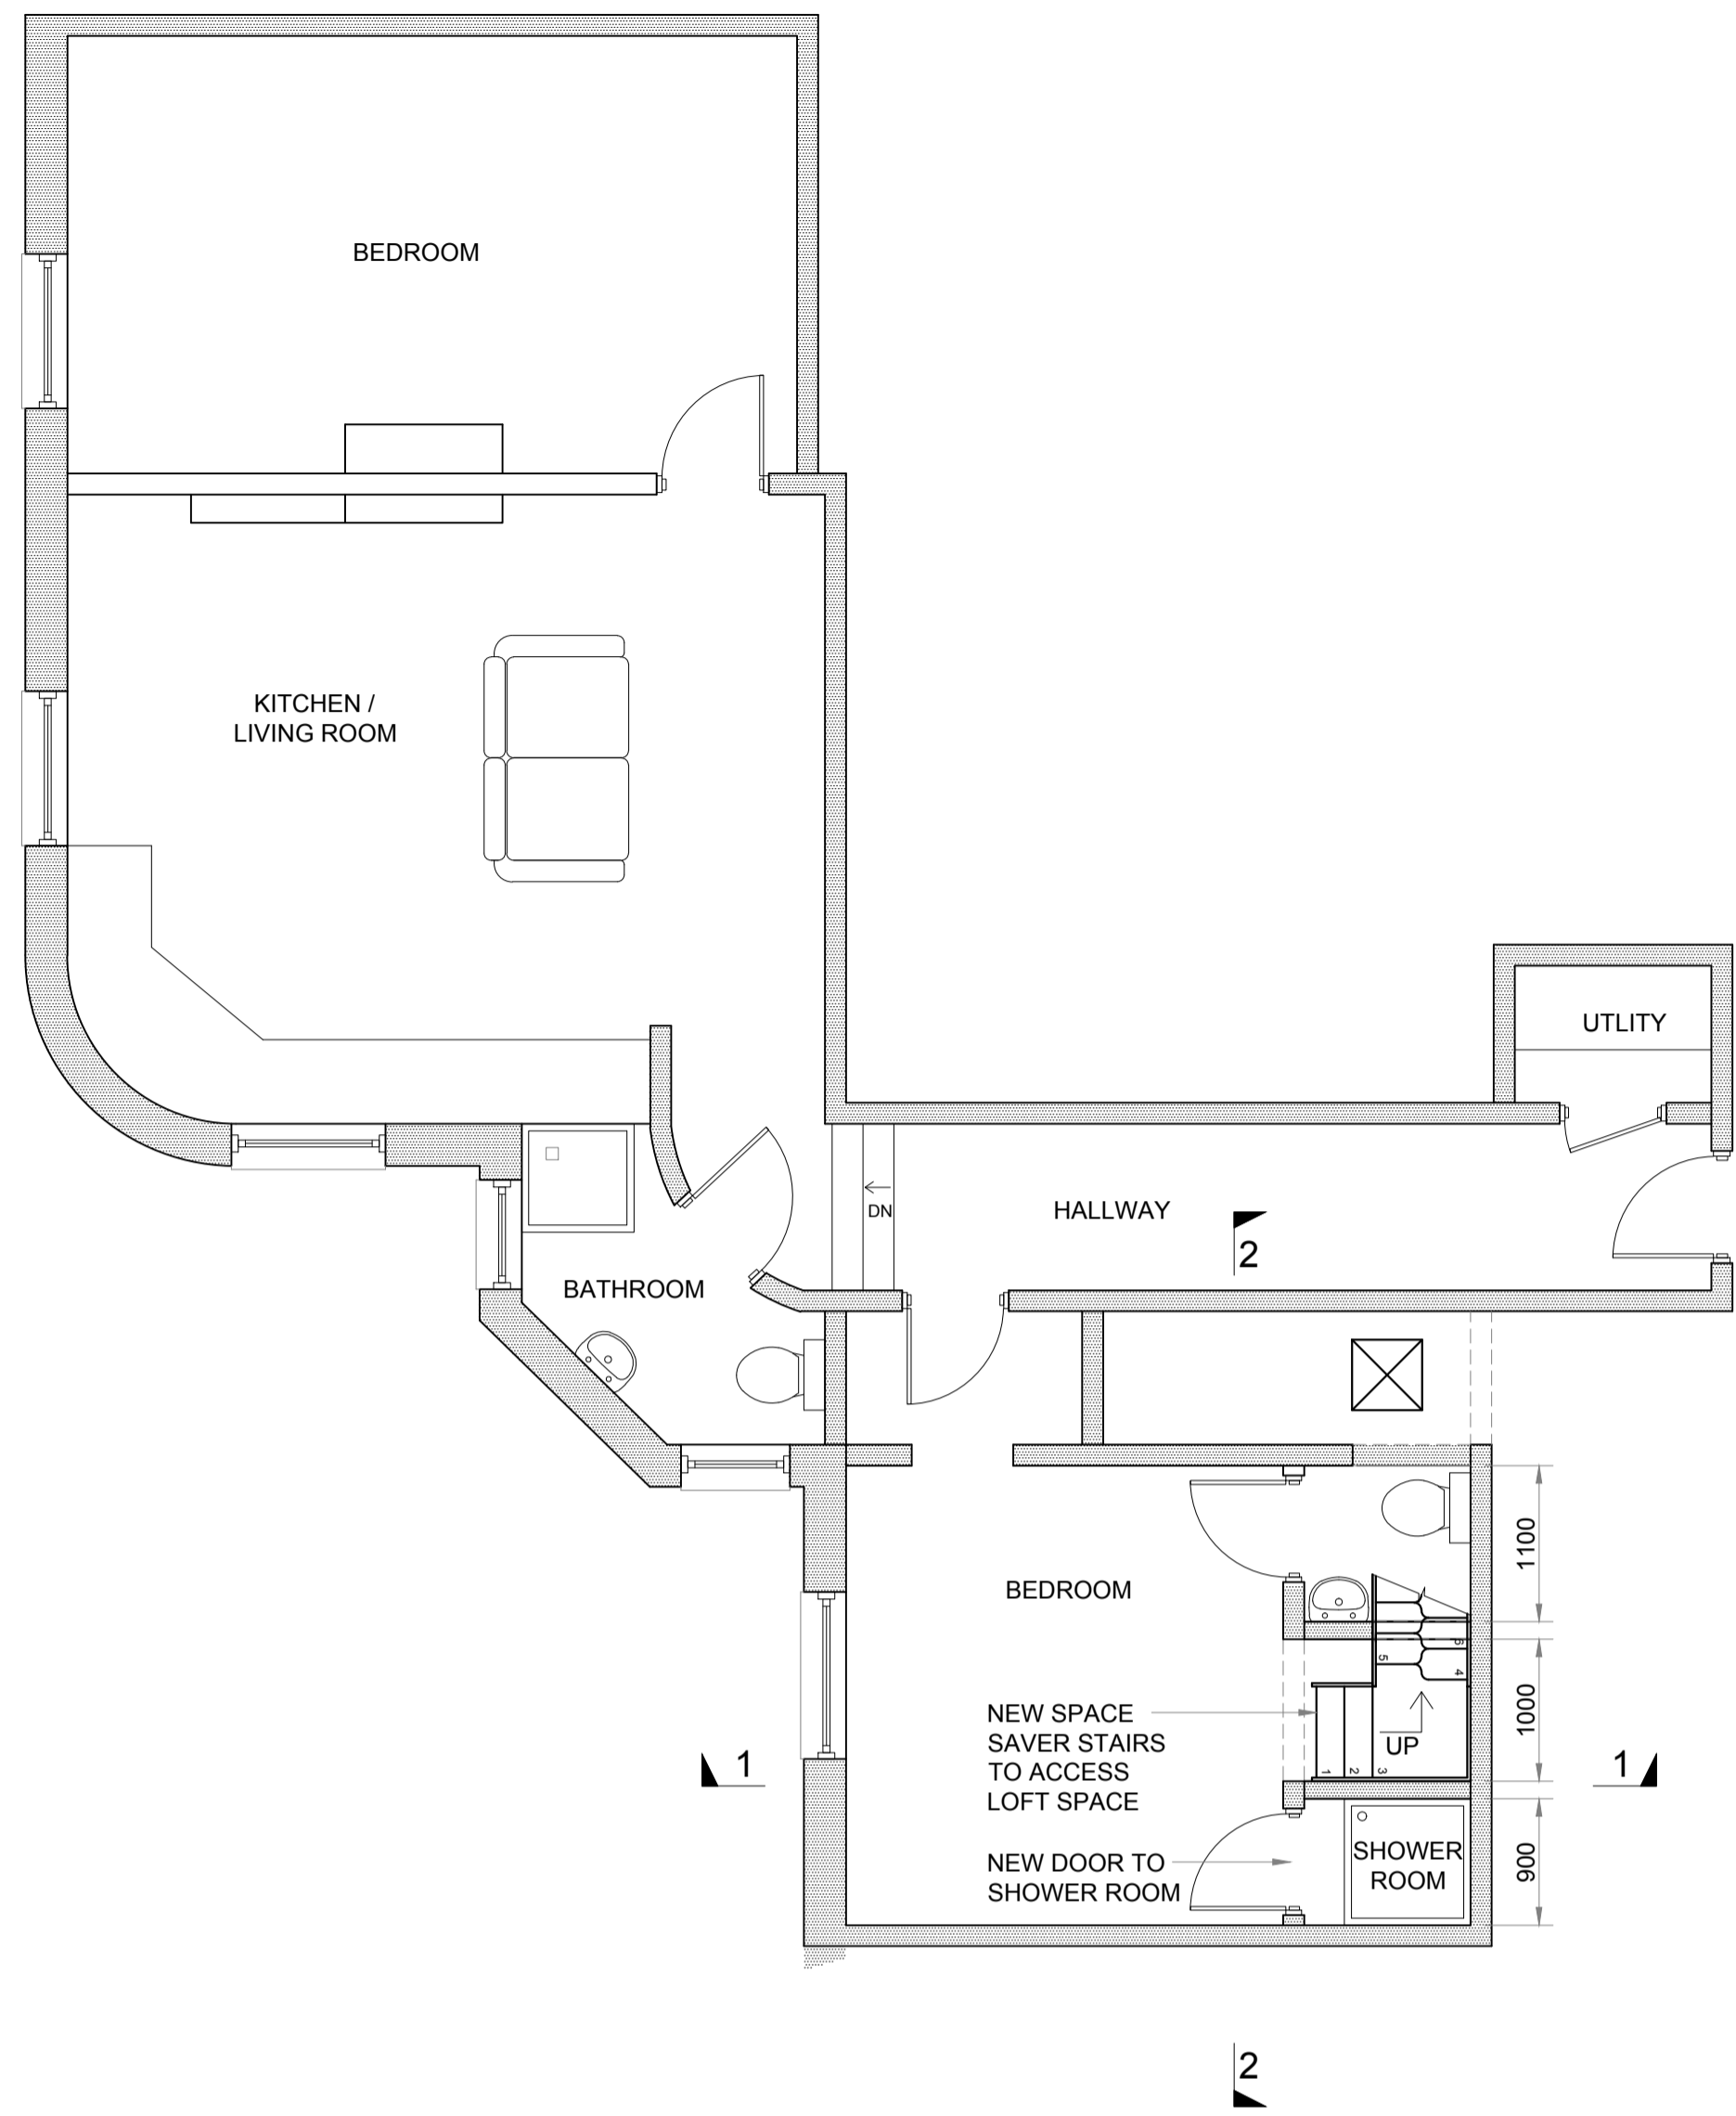 BEDROOM
KITCHEN /
LIVING ROOM
UTLITY
HALLWAY
DN
2
BATHROOM
BEDROOM
1100
6
5
4
1000
NEW SPACE
SAVER STAIRS
TO ACCESS
LOFT SPACE
UP
1
2
3
1
1
NEW DOOR TO
SHOWER ROOM
SHOWER
ROOM
900
2